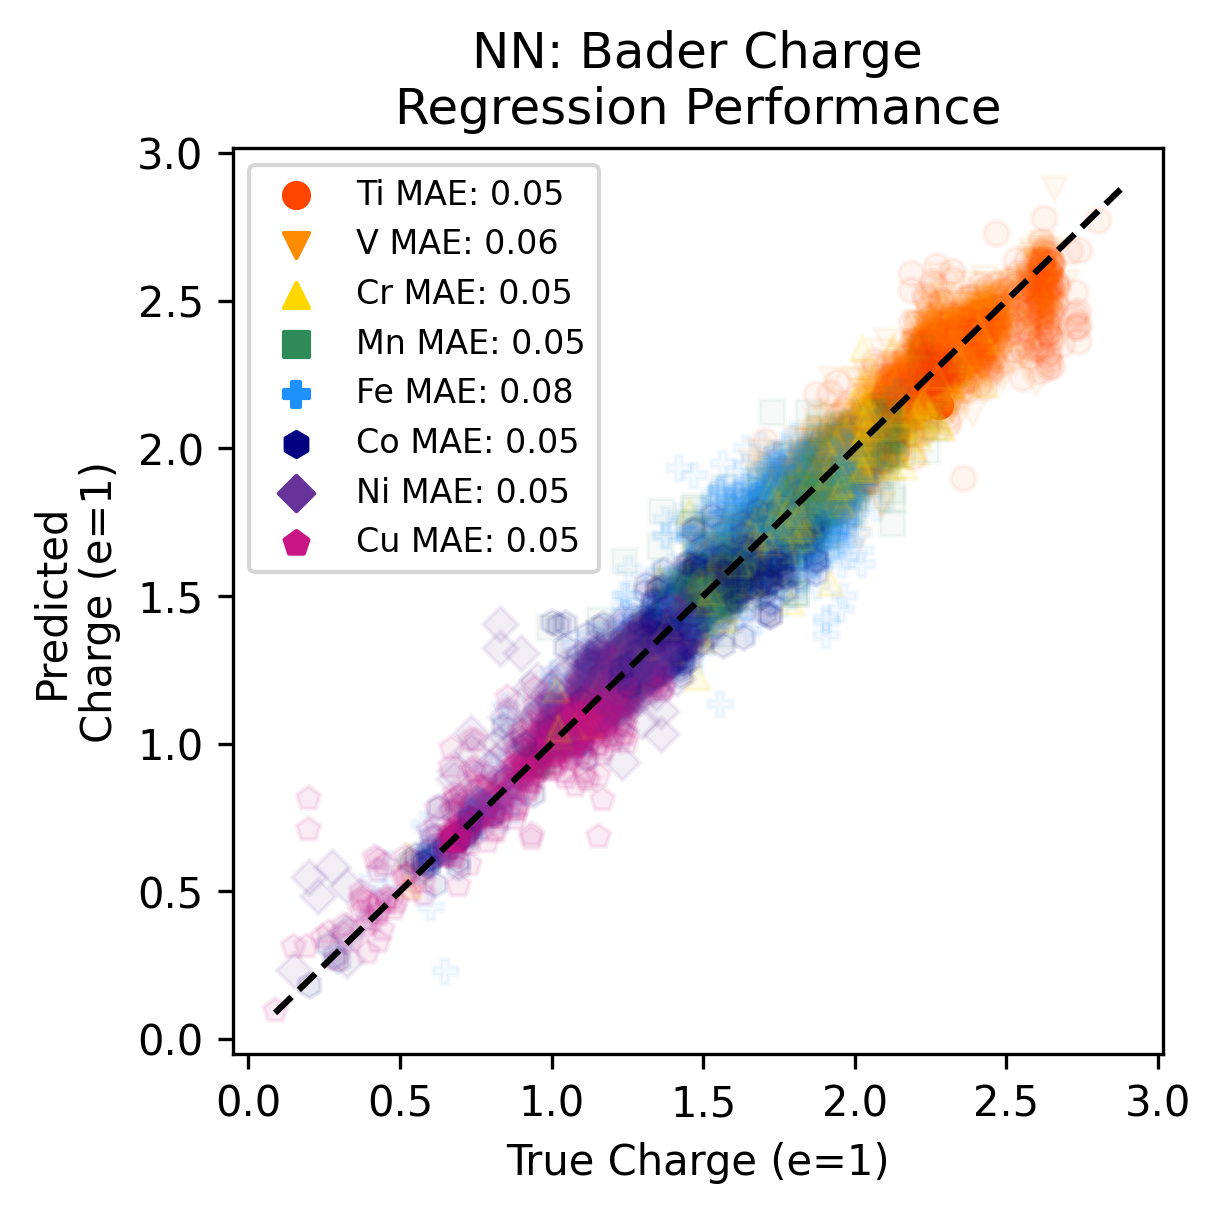 NN: Bader Charge
Regression Performance
3.0
2.5
2.0
1.5
1.0
0.5
0.0
Predicted
Charge (e=1)
Ti MAE: 0.05
V MAE: 0.06
Cr MAE: 0.05
Mn MAE: 0.05
Fe MAE: 0.08
Co MAE: 0.05
Ni MAE: 0.05
Cu MAE: 0.05
0.0 0.5 1.0 1.5 2.0 2.5 3.0
True Charge (e=1)